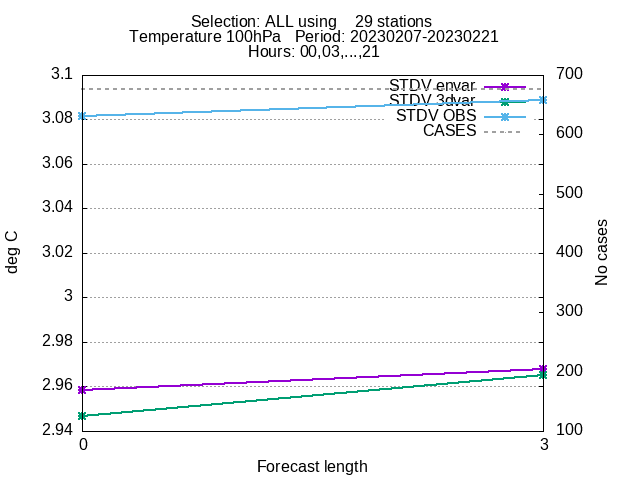 Selection: ALL using    29 stations
Temperature 100hPa   Period: 20230207-20230221
Hours: 00,03,...,21
3.1
3.08
3.06
3.04
3.02
3
2.98
2.96
2.94
deg C
STDV envar
STDV 3dvar
STDV OBS
CASES
700
600
500
400
300
200
100
No cases
0
3
Forecast length